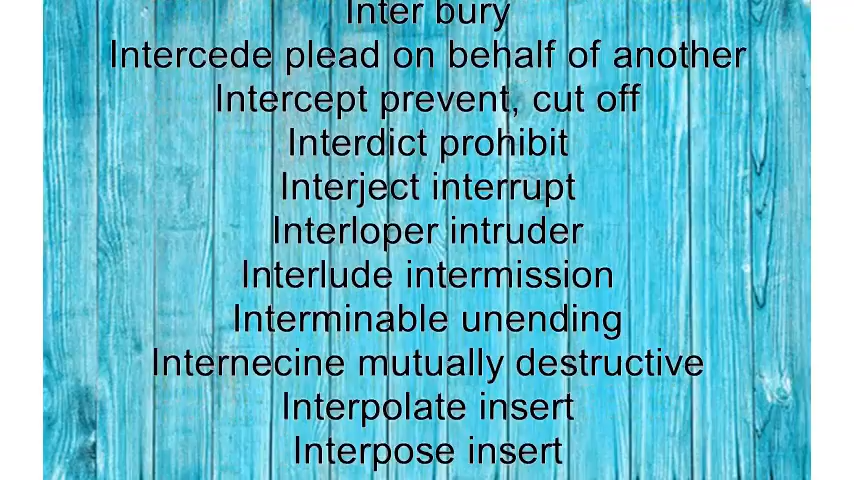 Inter bury
Intercede plead on behalf of another
Intercept prevent, cut off
Interdict prohibit
Interject interrupt
Interloper intruder
Interlude intermission
Interminable unending
Internecine mutually destructive
Interpolate insert
Interpose insert